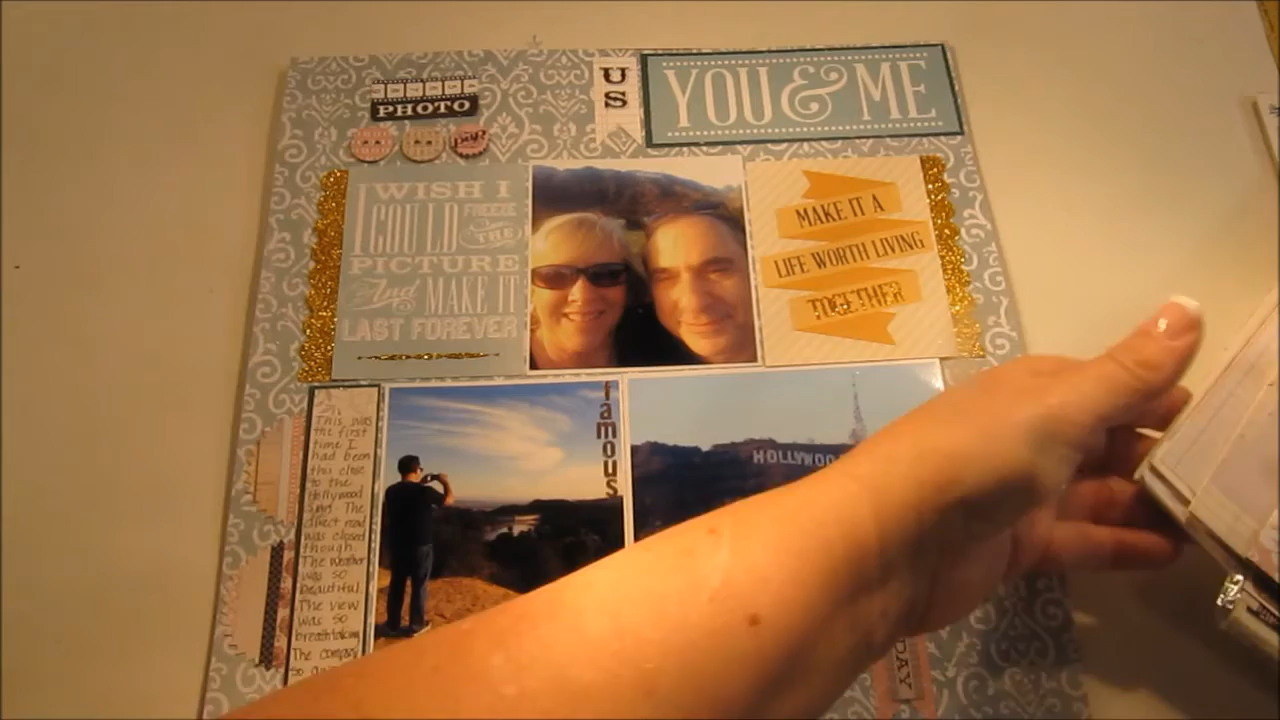 PHOTO
US
YOU & ME
I WISH I
COULD FREEZE
THE
PICTURE
And MAKE IT
LAST FOREVER
MAKE IT A
LIFE WORTH LIVING
TOGETHER
famous
HOLLYWOO
This was
the first
time I
had been
this close
to the
Hollywood
sign. The
direct road
was closed
though.
The weather
was so
beautiful.
The view
was so
breathtaking.
The
so
DAY